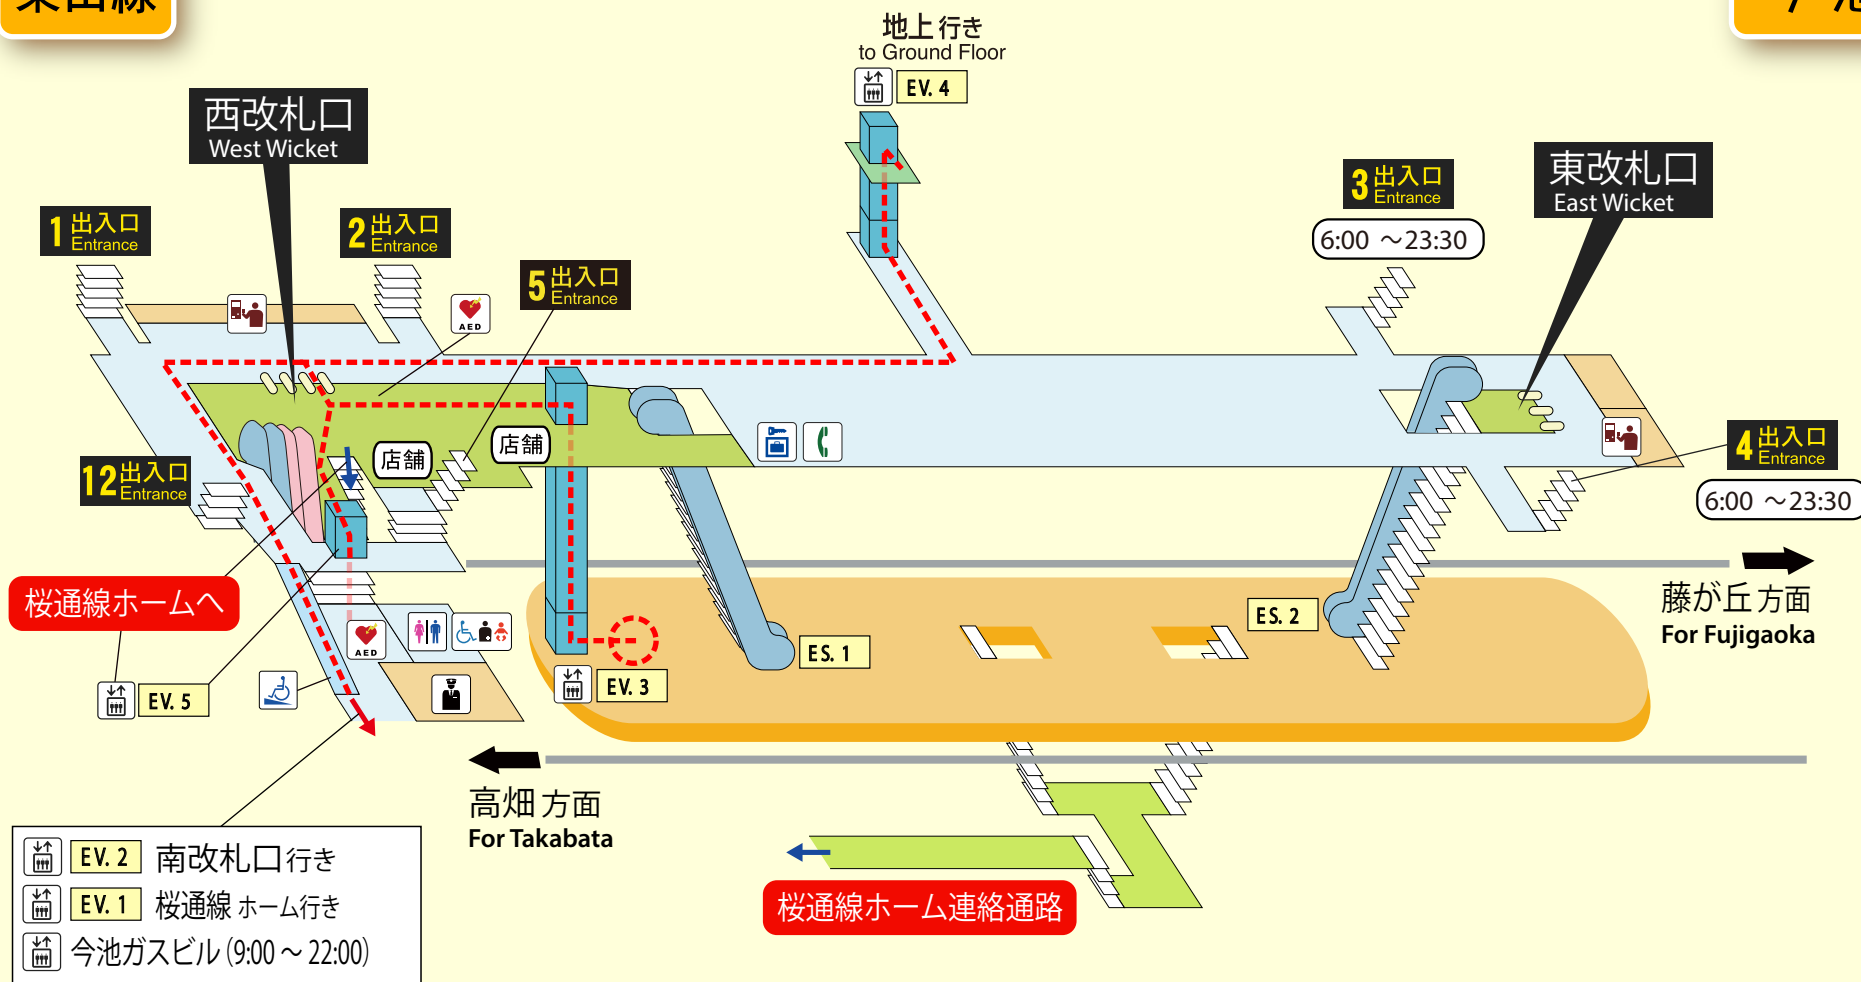 東山線
地上 行き
to Ground Floor
EV. 4
西改札口
West Wicket
1 出入口
Entrance
2 出入口
Entrance
5 出入口
Entrance
AED
3 出入口
Entrance
6:00 ～23:30
東改札口
East Wicket
店舗
店舗
12 出入口
Entrance
4 出入口
Entrance
6:00 ～23:30
桜通線ホームへ
EV. 5
AED
EV. 3
ES. 1
ES. 2
藤が丘 方面
For Fujigaoka
高畑 方面
For Takabata
EV. 2 南改札口 行き
EV. 1 桜通線 ホーム行き
今池ガスビル (9:00 ～ 22:00)
桜通線ホーム連絡通路